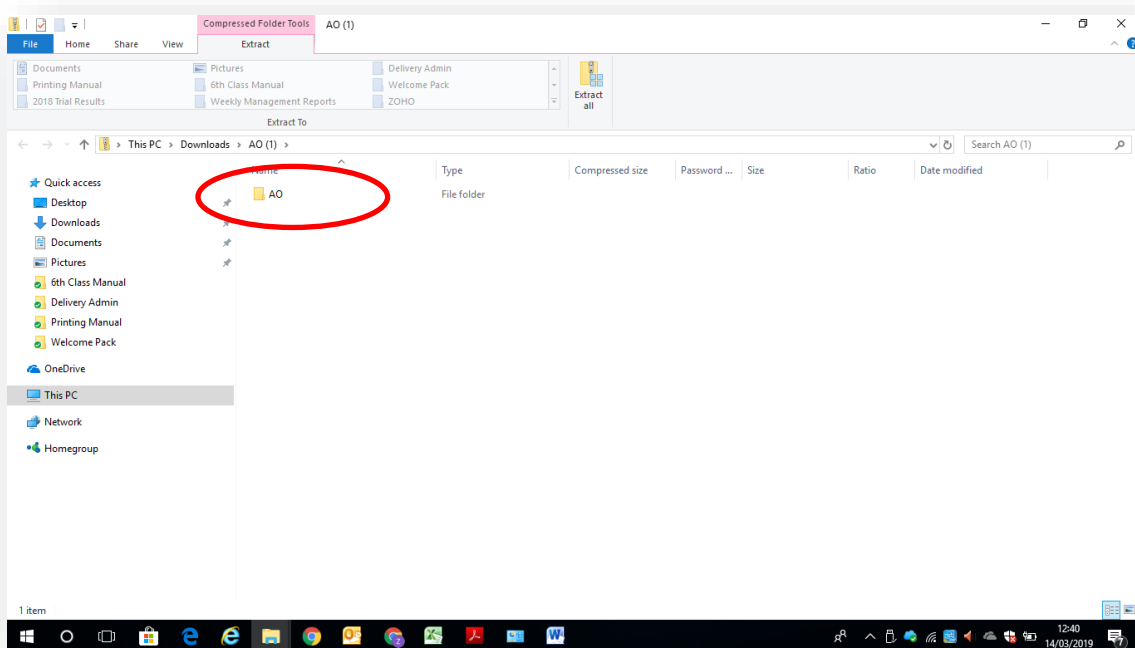 Compressed Folder Tools AO (1)
File Home Share View Extract
Documents Pictures Delivery Admin
Printing Manual 6th Class Manual Welcome Pack
2018 Trial Results Weekly Management Reports ZOHO
Extract all
Extract To
This PC > Downloads > AO (1) > Search AO (1)
Name Type Compressed size Password ... Size Ratio Date modified
AO File folder
Quick access
Desktop
Downloads
Documents
Pictures
6th Class Manual
Delivery Admin
Printing Manual
Welcome Pack
OneDrive
This PC
Network
Homegroup
1 item
12:40
14/03/2019